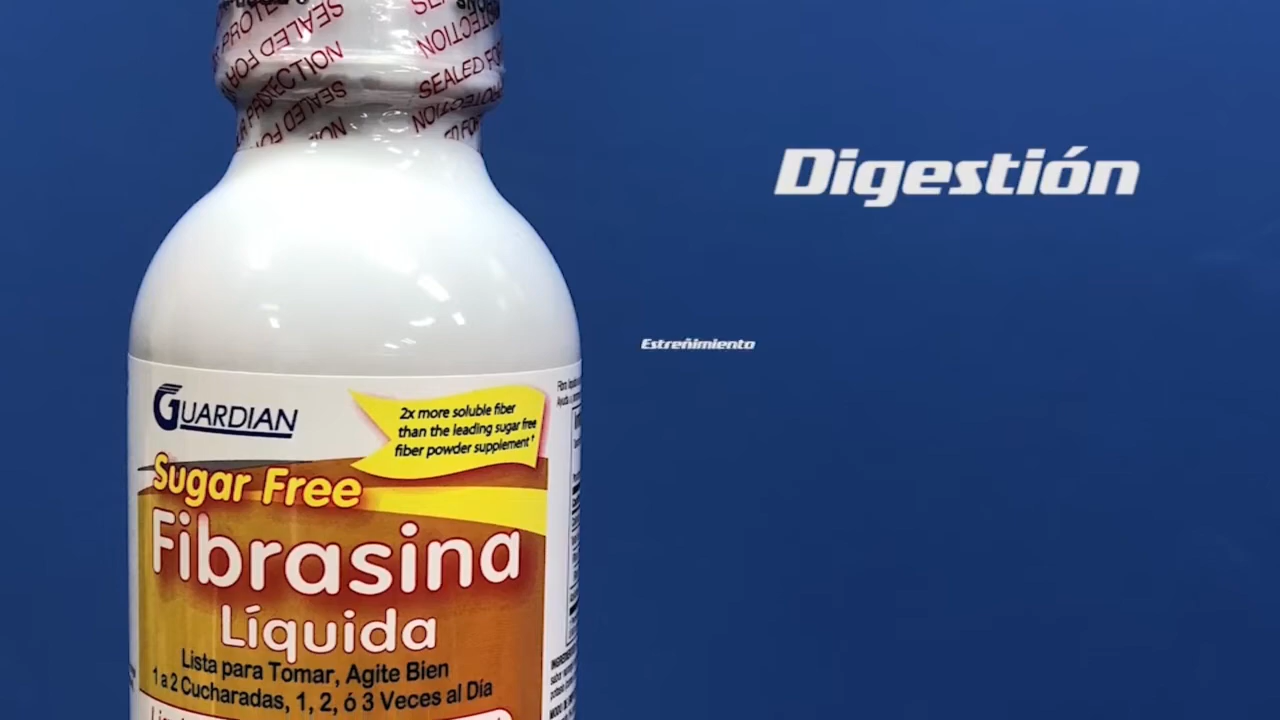 SEALED FOR
Digestión
Estreñimiento
GUARDIAN
2x more soluble fiber
than the leading sugar free
fiber powder supplement†
Sugar Free
Fibrasina
Líquida
Lista para Tomar, Agite Bien
1 a 2 Cucharadas, 1, 2, ó 3 Veces al Día